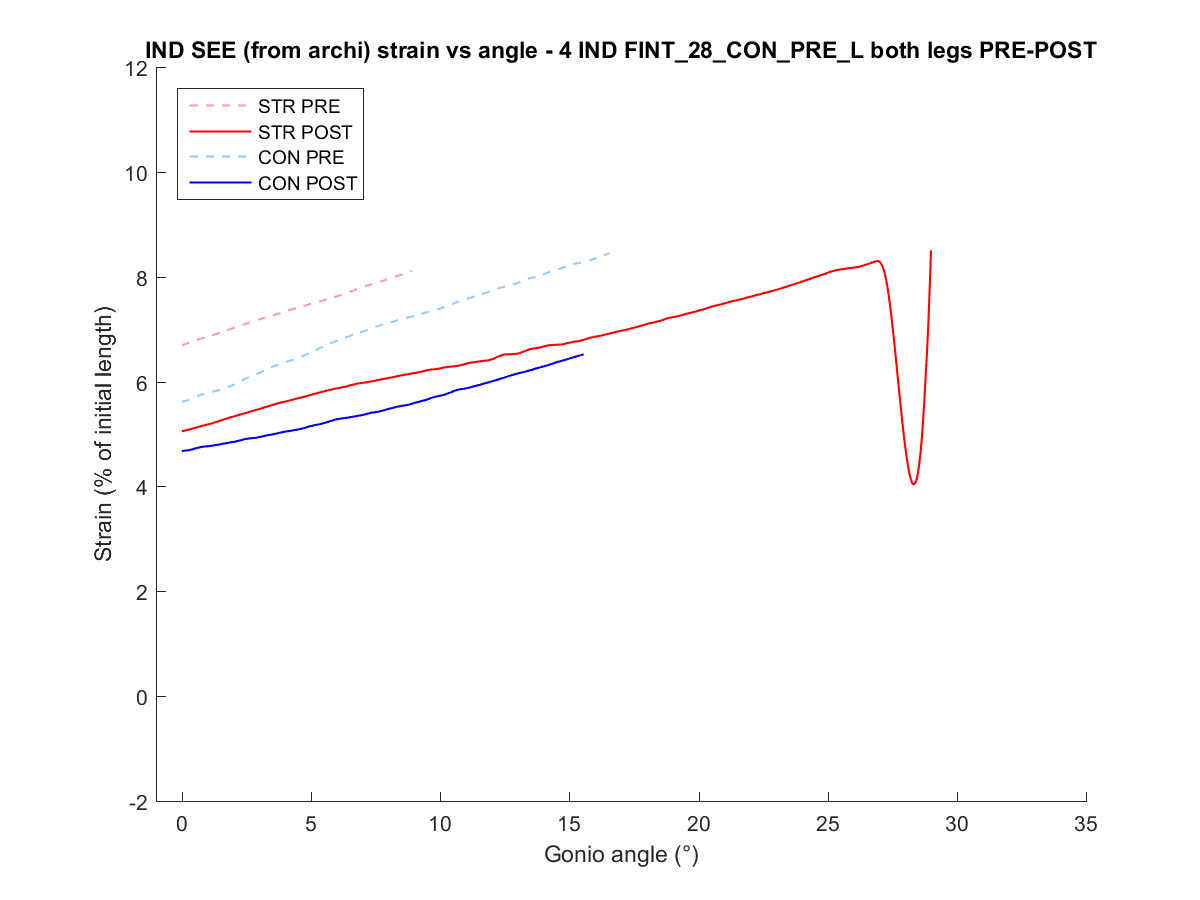 IND SEE (from archi) strain vs angle - 4 IND FINT_28_CON_PRE_L both legs PRE-POST
STR PRE
STR POST
CON PRE
CON POST
12
10
8
6
4
2
0
-2
Strain (% of initial length)
0 5 10 15 20 25 30 35
Gonio angle (°)